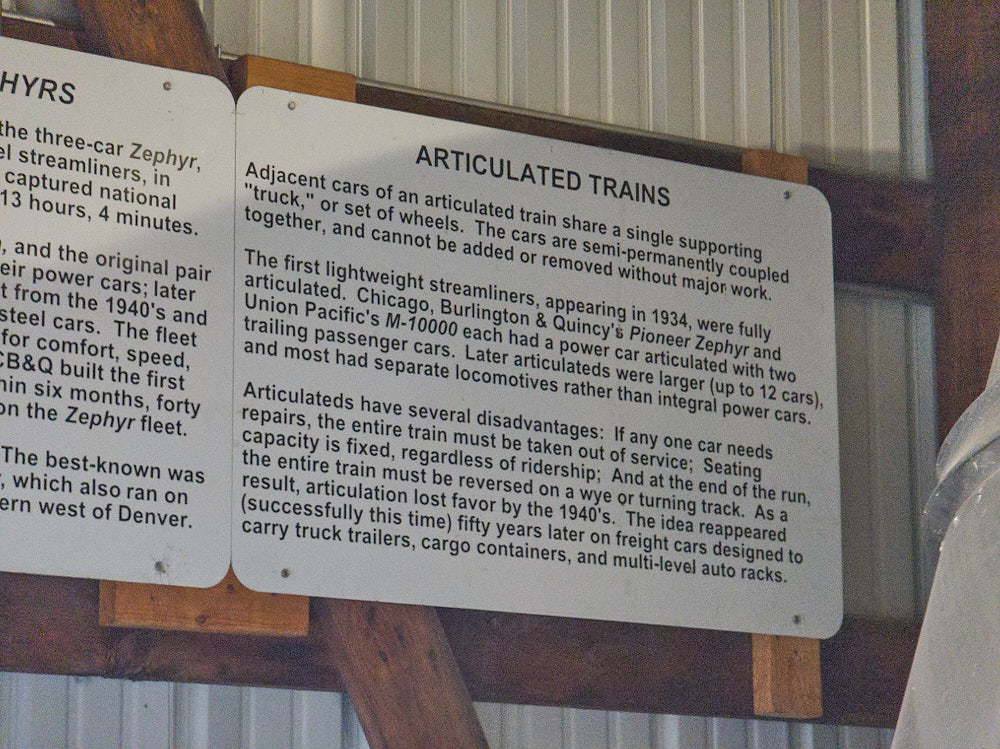 HYRS
the three-car Zephyr,
el streamliners, in
captured national
13 hours, 4 minutes.
, and the original pair
eir power cars; later
t from the 1940's and
steel cars. The fleet
for comfort, speed,
CB&Q built the first
hin six months, forty
on the Zephyr fleet.
The best-known was
, which also ran on
ern west of Denver.
ARTICULATED TRAINS
Adjacent cars of an articulated train share a single supporting
"truck," or set of wheels. The cars are semi-permanently coupled
together, and cannot be added or removed without major work.
The first lightweight streamliners, appearing in 1934, were fully
articulated. Chicago, Burlington & Quincy's Pioneer Zephyr and
Union Pacific's M-10000 each had a power car articulated with two
trailing passenger cars. Later articulateds were larger (up to 12 cars),
and most had separate locomotives rather than integral power cars.
Articulateds have several disadvantages: If any one car needs
repairs, the entire train must be taken out of service; Seating
capacity is fixed, regardless of ridership; And at the end of the run,
the entire train must be reversed on a wye or turning track. As a
result, articulation lost favor by the 1940's. The idea reappeared
(successfully this time) fifty years later on freight cars designed to
carry truck trailers, cargo containers, and multi-level auto racks.